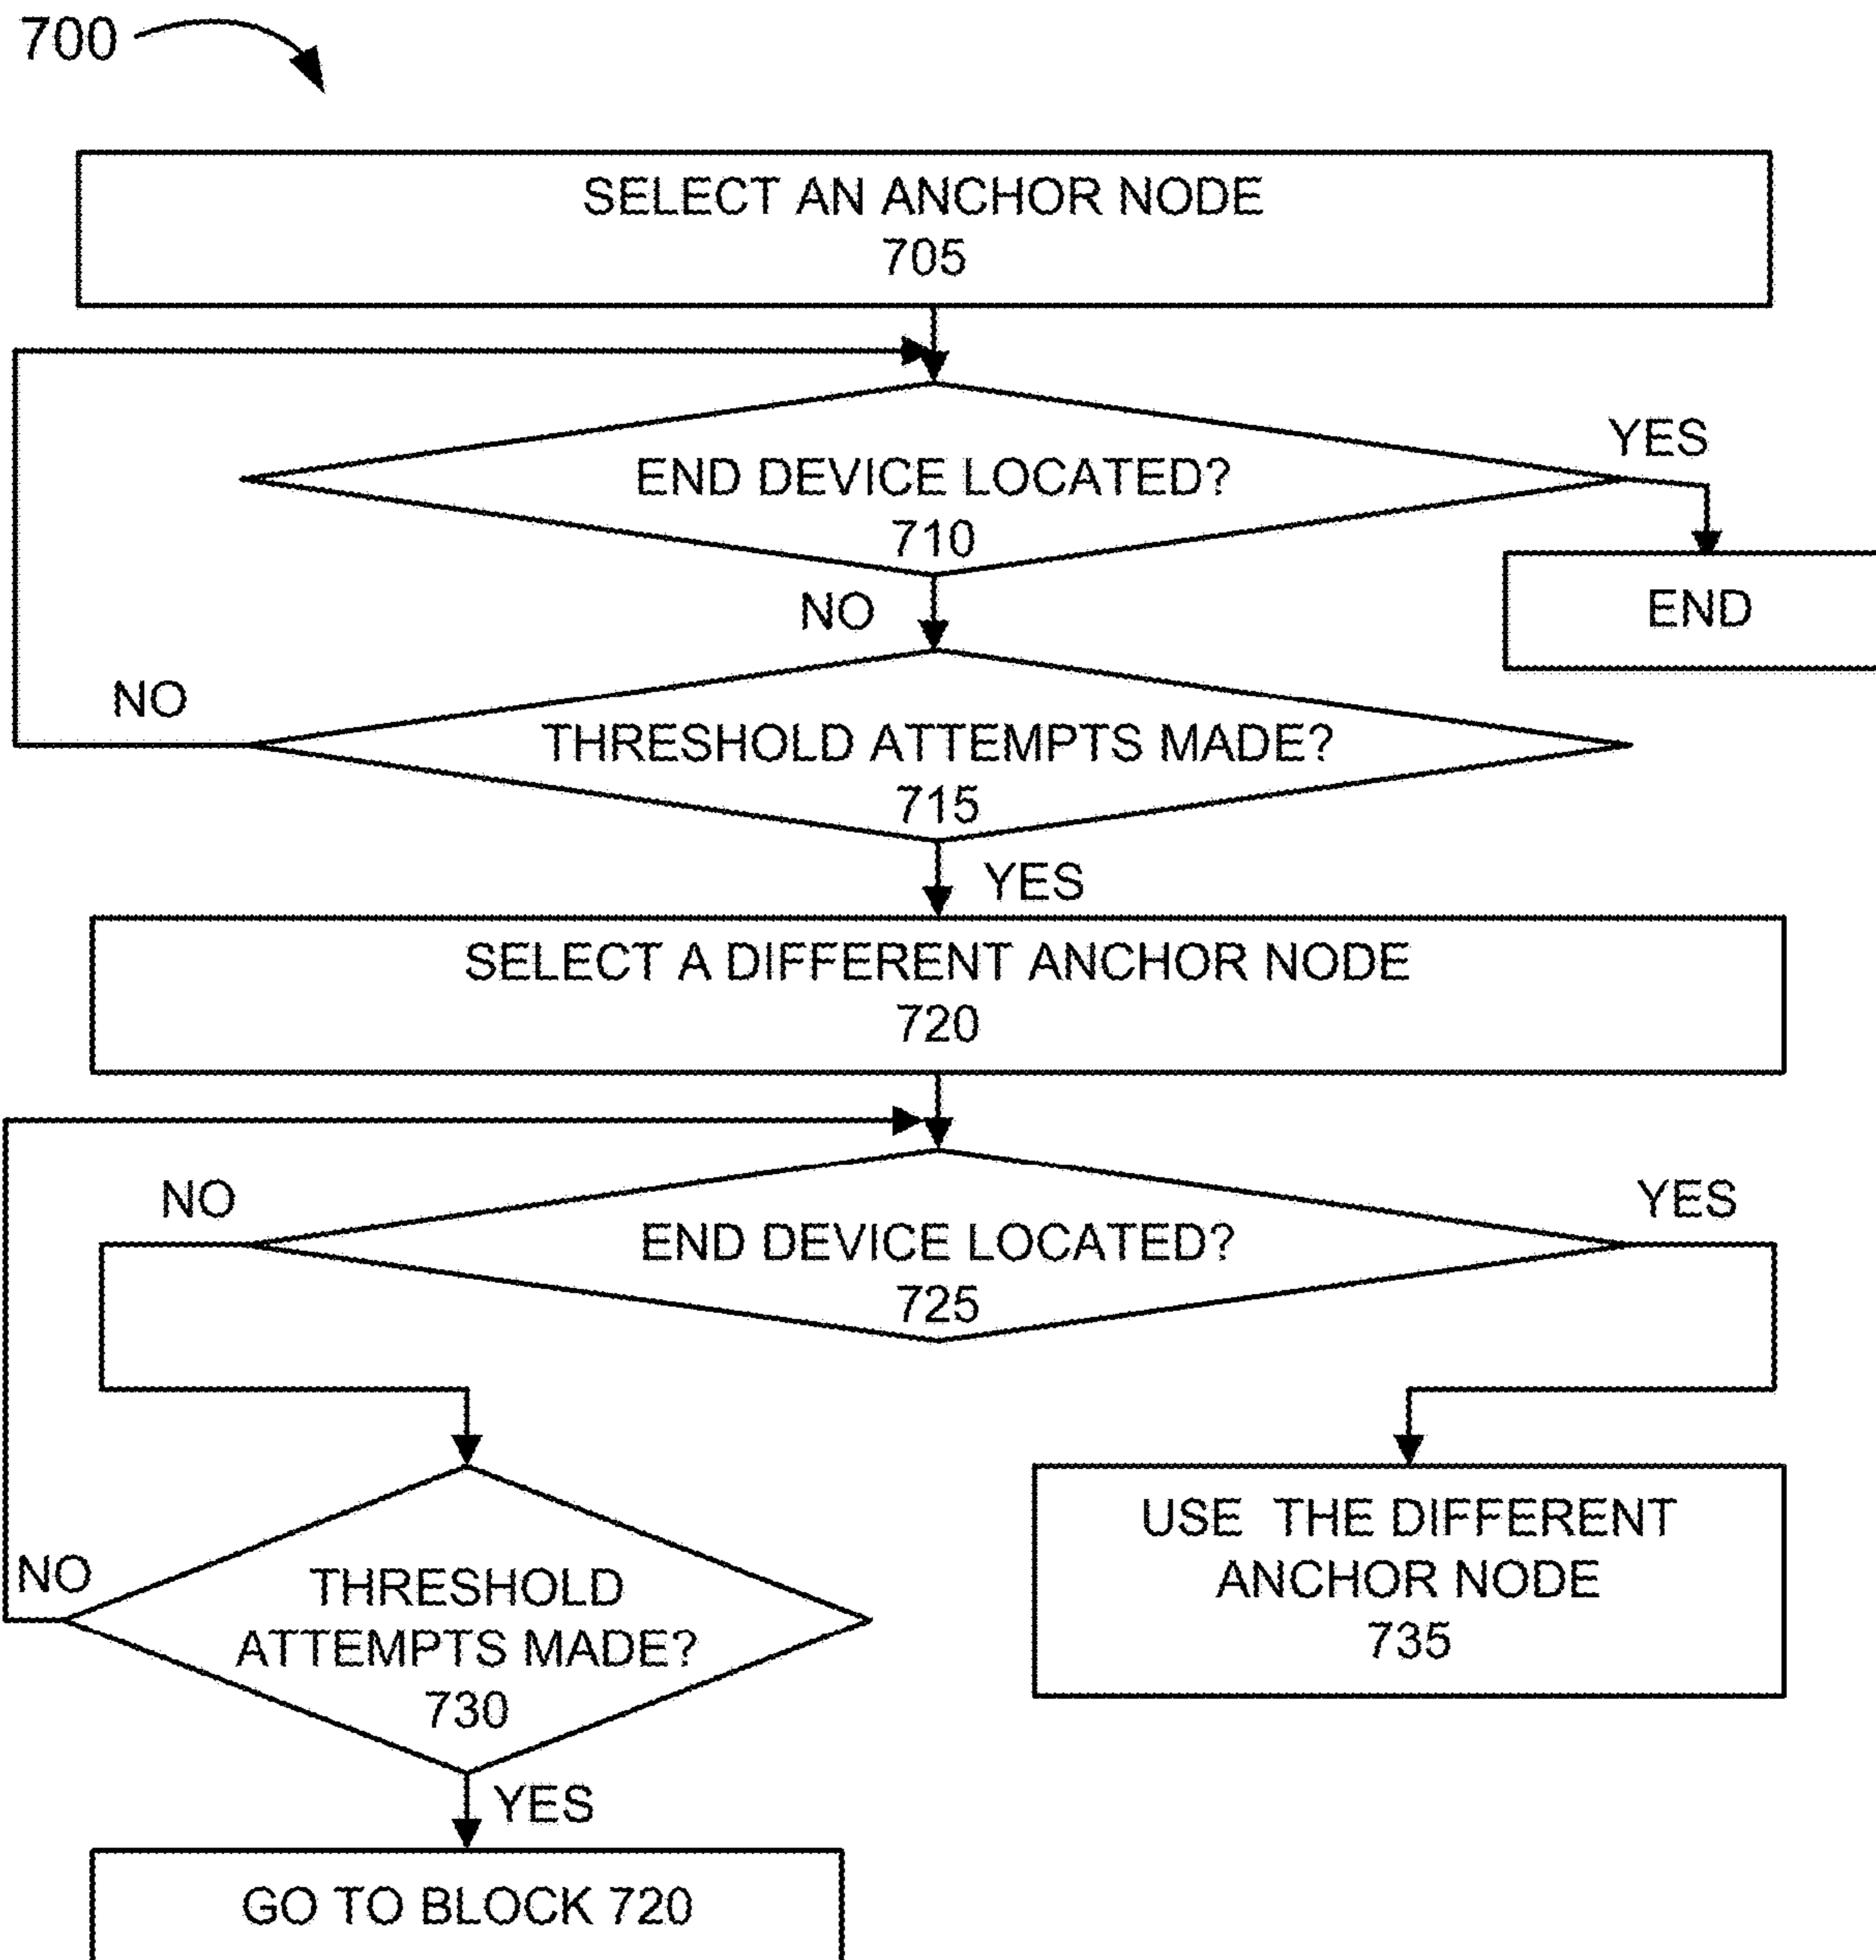 700
SELECT AN ANCHOR NODE
705
END DEVICE LOCATED?
710
YES
END
NO
THRESHOLD ATTEMPTS MADE?
715
NO
YES
SELECT A DIFFERENT ANCHOR NODE
720
END DEVICE LOCATED?
725
NO
YES
THRESHOLD
ATTEMPTS MADE?
730
NO
USE THE DIFFERENT
ANCHOR NODE
735
YES
GO TO BLOCK 720